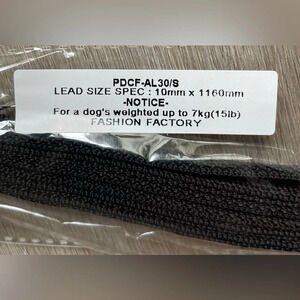 PDCF-AL30/S
LEAD SIZE SPEC : 10mm x 1160mm
-NOTICE-
For a dog's weighted up to 7kg(15lb)
FASHION FACTORY